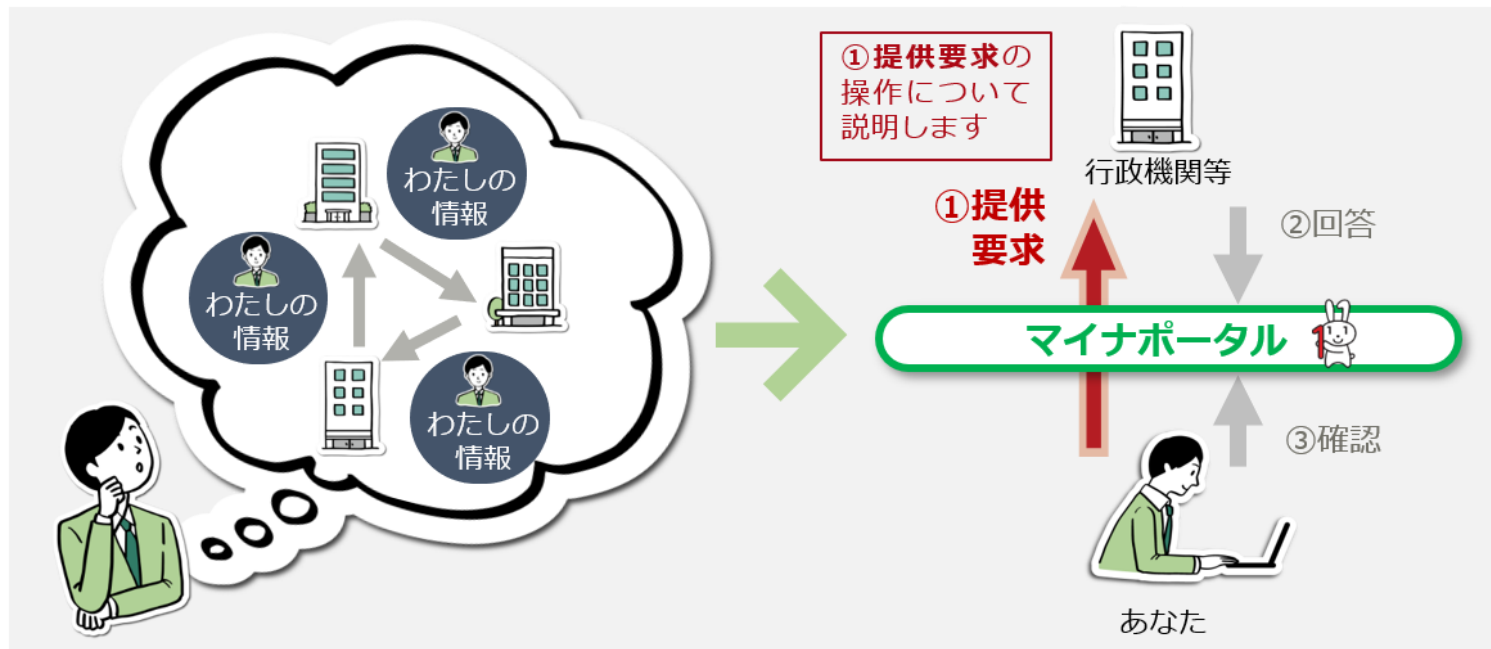 わたしの
情報
わたしの
情報
わたしの
情報
①提供要求の
操作について
説明します
行政機関等
①提供
要求
②回答
マイナポータル
1
③確認
あなた